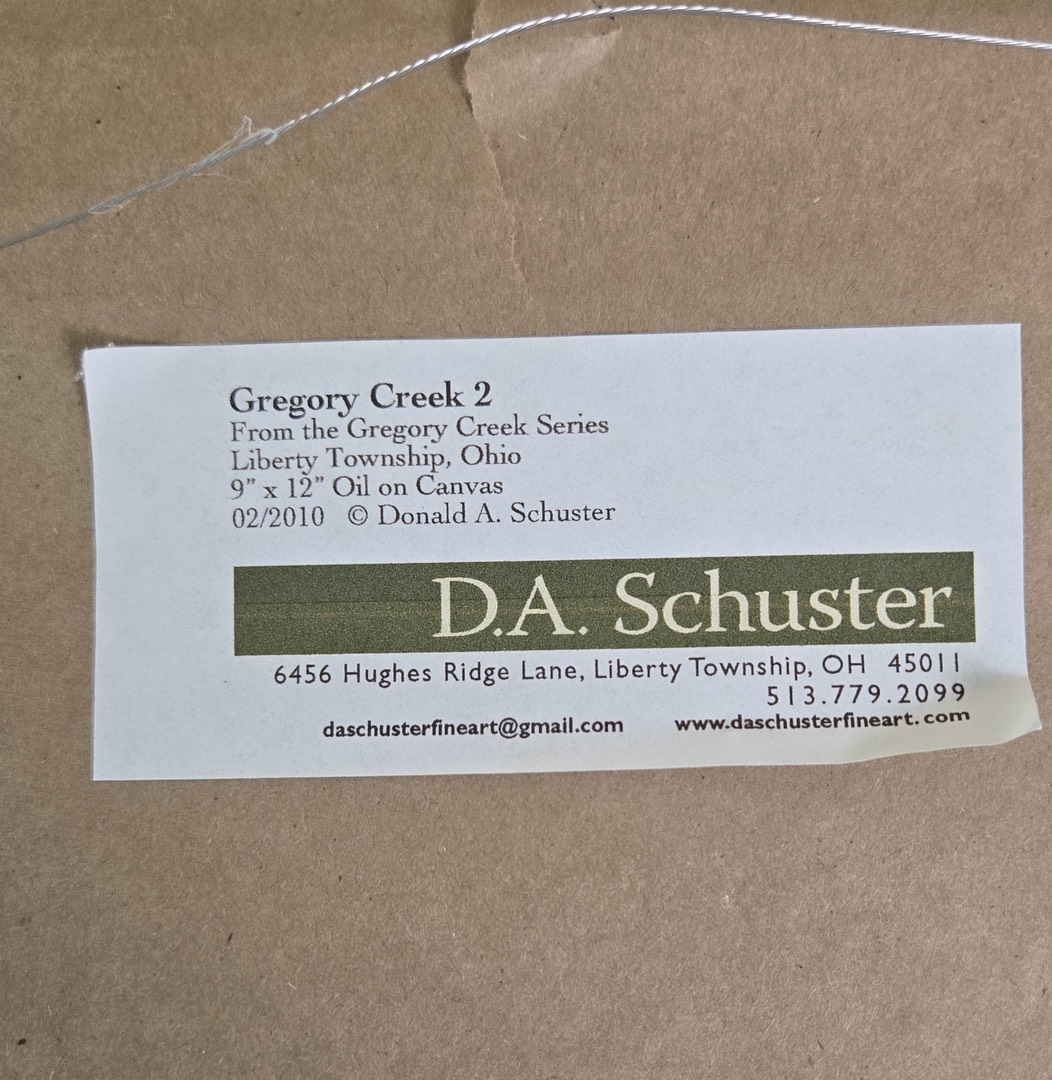 Gregory Creek 2
From the Gregory Creek Series
Liberty Township, Ohio
9" x 12" Oil on Canvas
02/2010 © Donald A. Schuster
D.A. Schuster
6456 Hughes Ridge Lane, Liberty Township, OH 45011
513.779.2099
daschusterfineart@gmail.com www.daschusterfineart.com